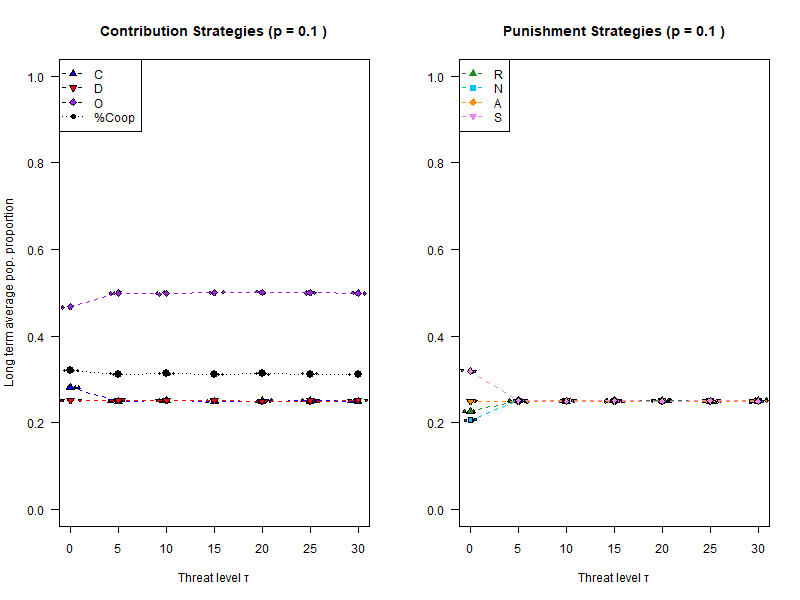 Contribution Strategies (p = 0.1 )
C
D
O
%Coop
1.0
0.8
0.6
0.4
0.2
0.0
Long term average pop. proportion
0 5 10 15 20 25 30
Threat level τ
Punishment Strategies (p = 0.1 )
R
N
A
S
1.0
0.8
0.6
0.4
0.2
0.0
0 5 10 15 20 25 30
Threat level τ